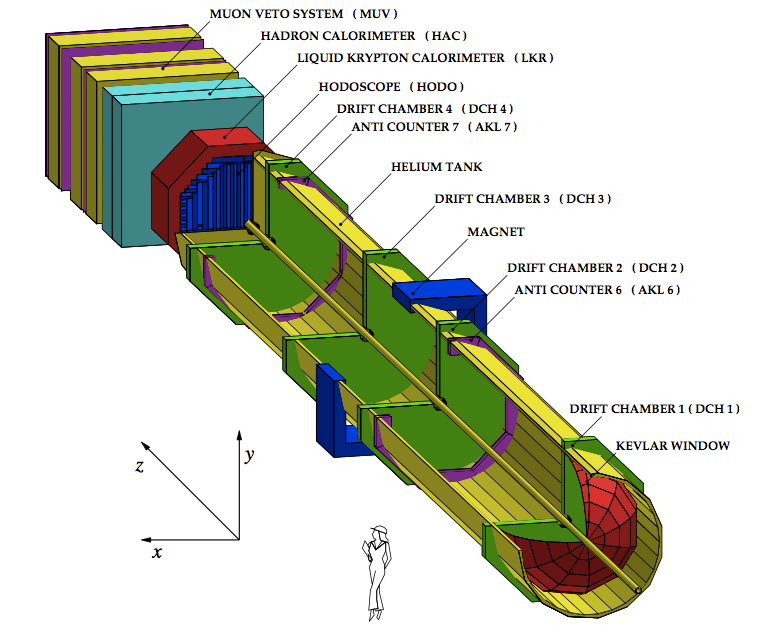 MUON VETO SYSTEM ( MUV )
HADRON CALORIMETER ( HAC )
LIQUID KRYPTON CALORIMETER ( LKR )
HODOSCOPE ( HODO )
DRIFT CHAMBER 4 ( DCH 4 )
ANTI COUNTER 7 ( AKL 7 )
HELIUM TANK
DRIFT CHAMBER 3 ( DCH 3 )
MAGNET
DRIFT CHAMBER 2 ( DCH 2 )
ANTI COUNTER 6 ( AKL 6 )
DRIFT CHAMBER 1 ( DCH 1 )
KEVLAR WINDOW
y
z
x